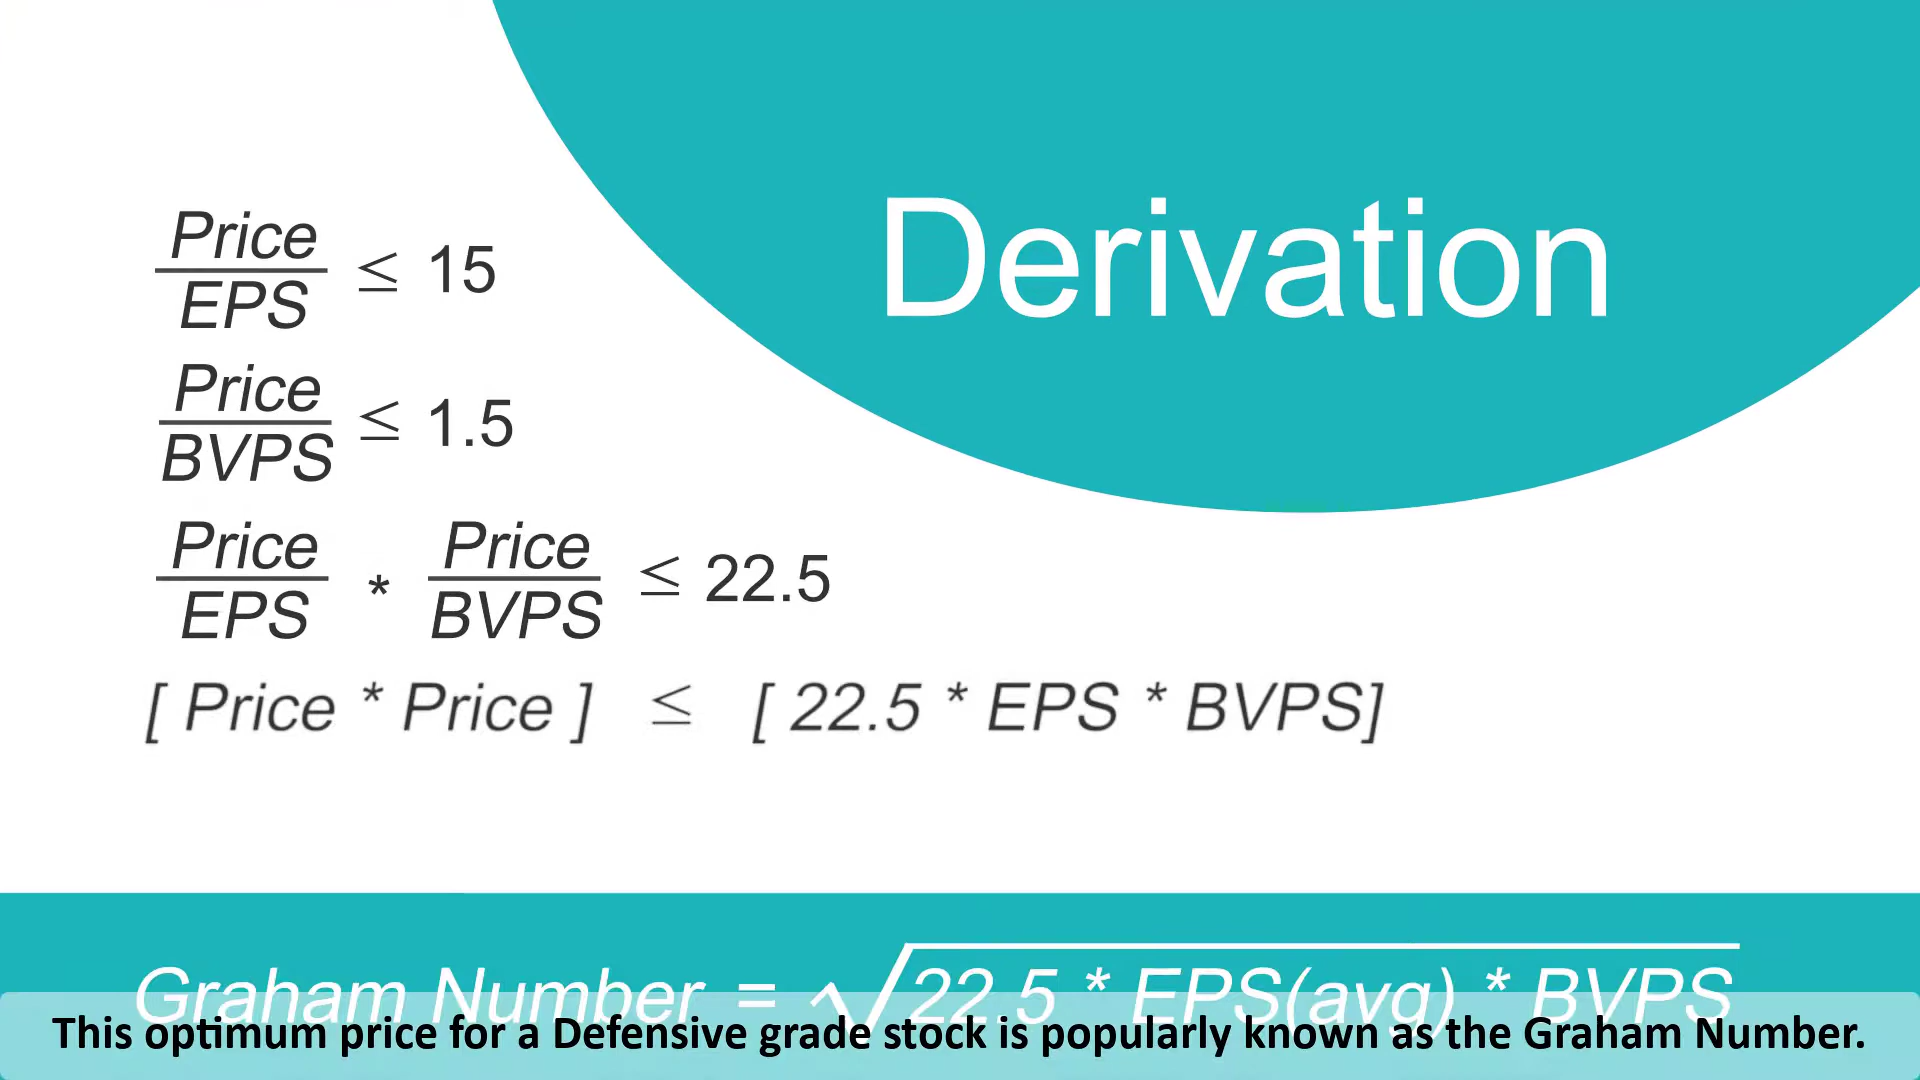 Derivation
Price / EPS ≤ 15
Price / BVPS ≤ 1.5
Price / EPS * Price / BVPS ≤ 22.5
[ Price * Price ] ≤ [ 22.5 * EPS * BVPS]
Graham Number = √22.5 * EPS(avg) * BVPS
This optimum price for a Defensive grade stock is popularly known as the Graham Number.